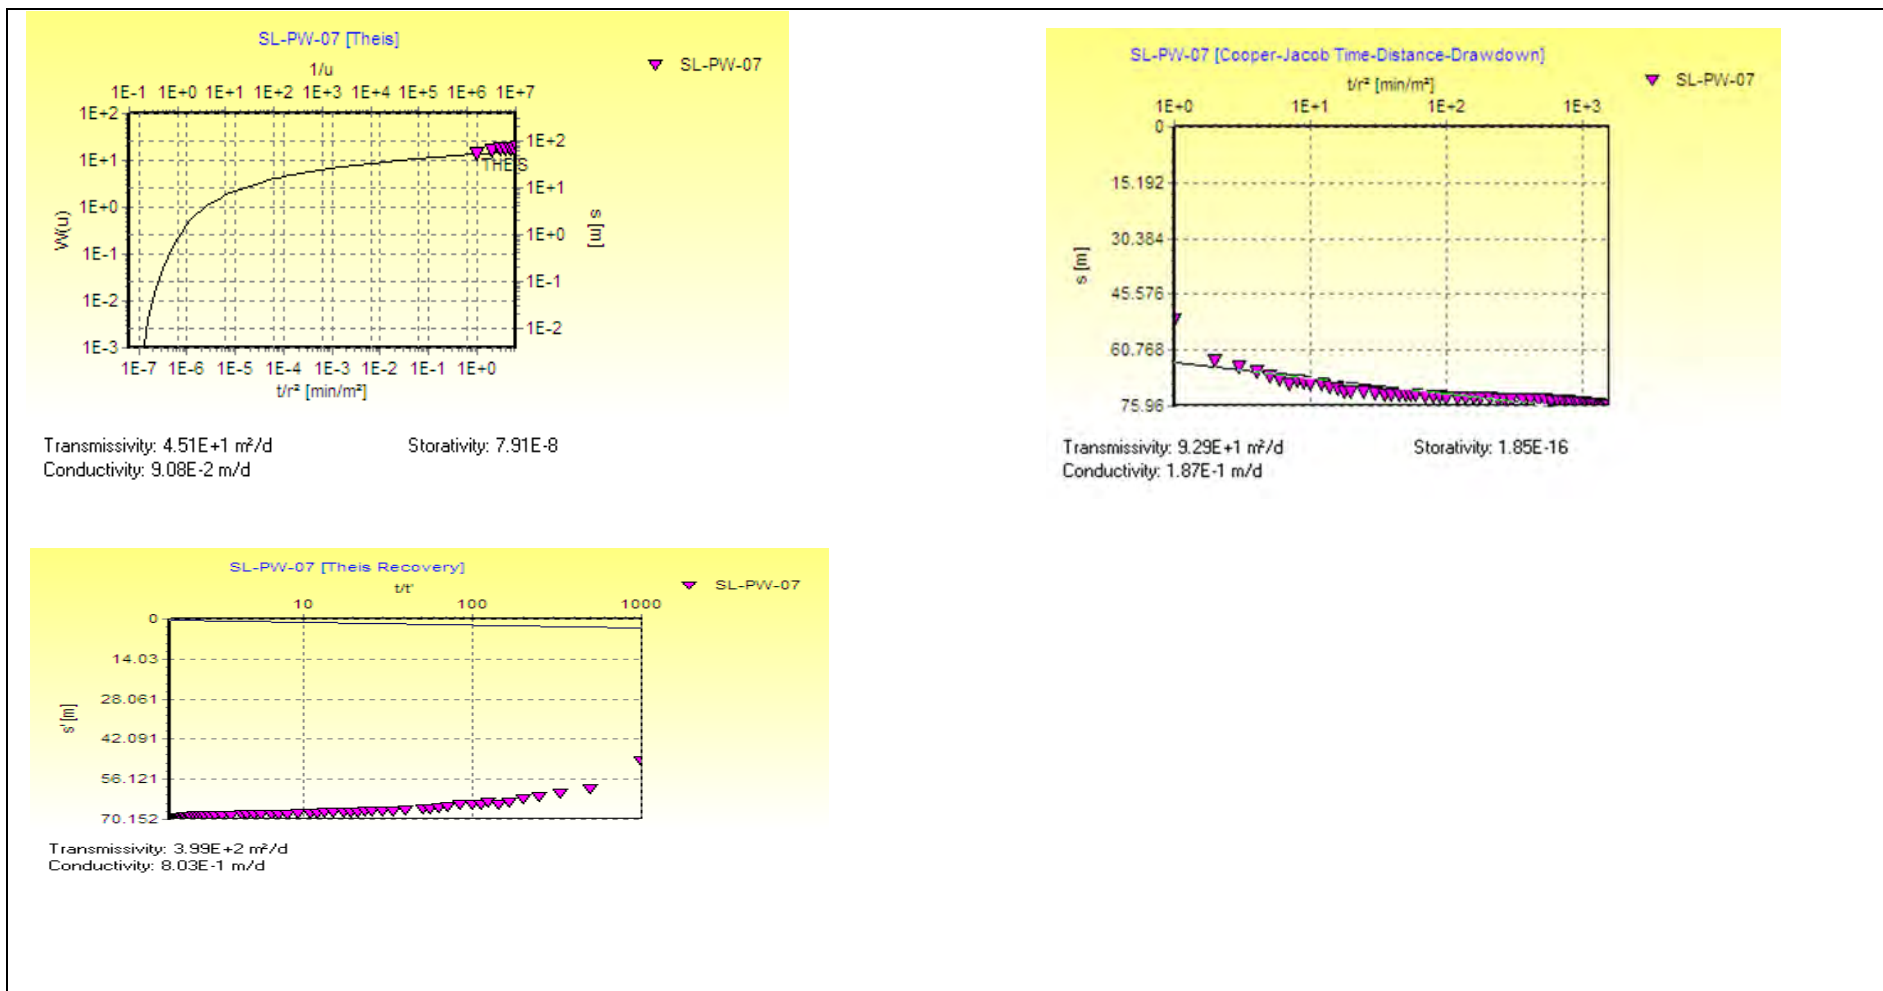 SL-PW-07 [Theis]
1/u
SL-PW-07
1E-1 1E+0 1E+1 1E+2 1E+3 1E+4 1E+5 1E+6 1E+7
1E+2
1E+1
1E+0
1E-1
1E-2
1E-3
W(u)
1E+2
1E+1
1E+0
1E-1
1E-2
s [m]
THEIS
1E-7 1E-6 1E-5 1E-4 1E-3 1E-2 1E-1 1E+0
t/r² [min/m²]
Transmissivity: 4.51E+1 m²/d Storativity: 7.91E-8
Conductivity: 9.08E-2 m/d
SL-PW-07 [Cooper-Jacob Time-Distance-Drawdown]
t/r² [min/m²]
SL-PW-07
1E+0 1E+1 1E+2 1E+3
0
15.192
30.384
45.576
60.768
75.96
s [m]
Transmissivity: 9.29E+1 m²/d Storativity: 1.85E-16
Conductivity: 1.87E-1 m/d
SL-PW-07 [Theis Recovery]
t/t'
SL-PW-07
10 100 1000
0
14.03
28.061
42.091
56.121
70.152
s' [m]
Transmissivity: 3.99E+2 m²/d
Conductivity: 8.03E-1 m/d